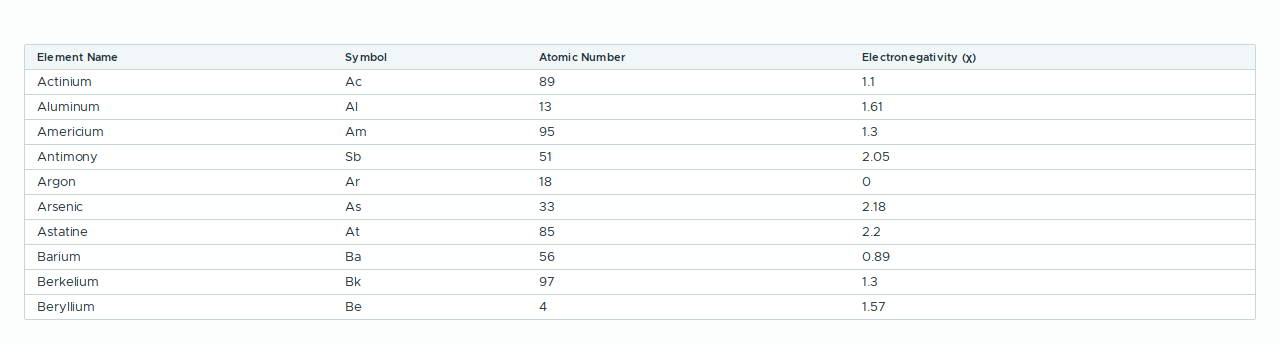 Element Name Symbol Atomic Number Electronegativity (χ)
Actinium Ac 89 1.1
Aluminum Al 13 1.61
Americium Am 95 1.3
Antimony Sb 51 2.05
Argon Ar 18 0
Arsenic As 33 2.18
Astatine At 85 2.2
Barium Ba 56 0.89
Berkelium Bk 97 1.3
Beryllium Be 4 1.57